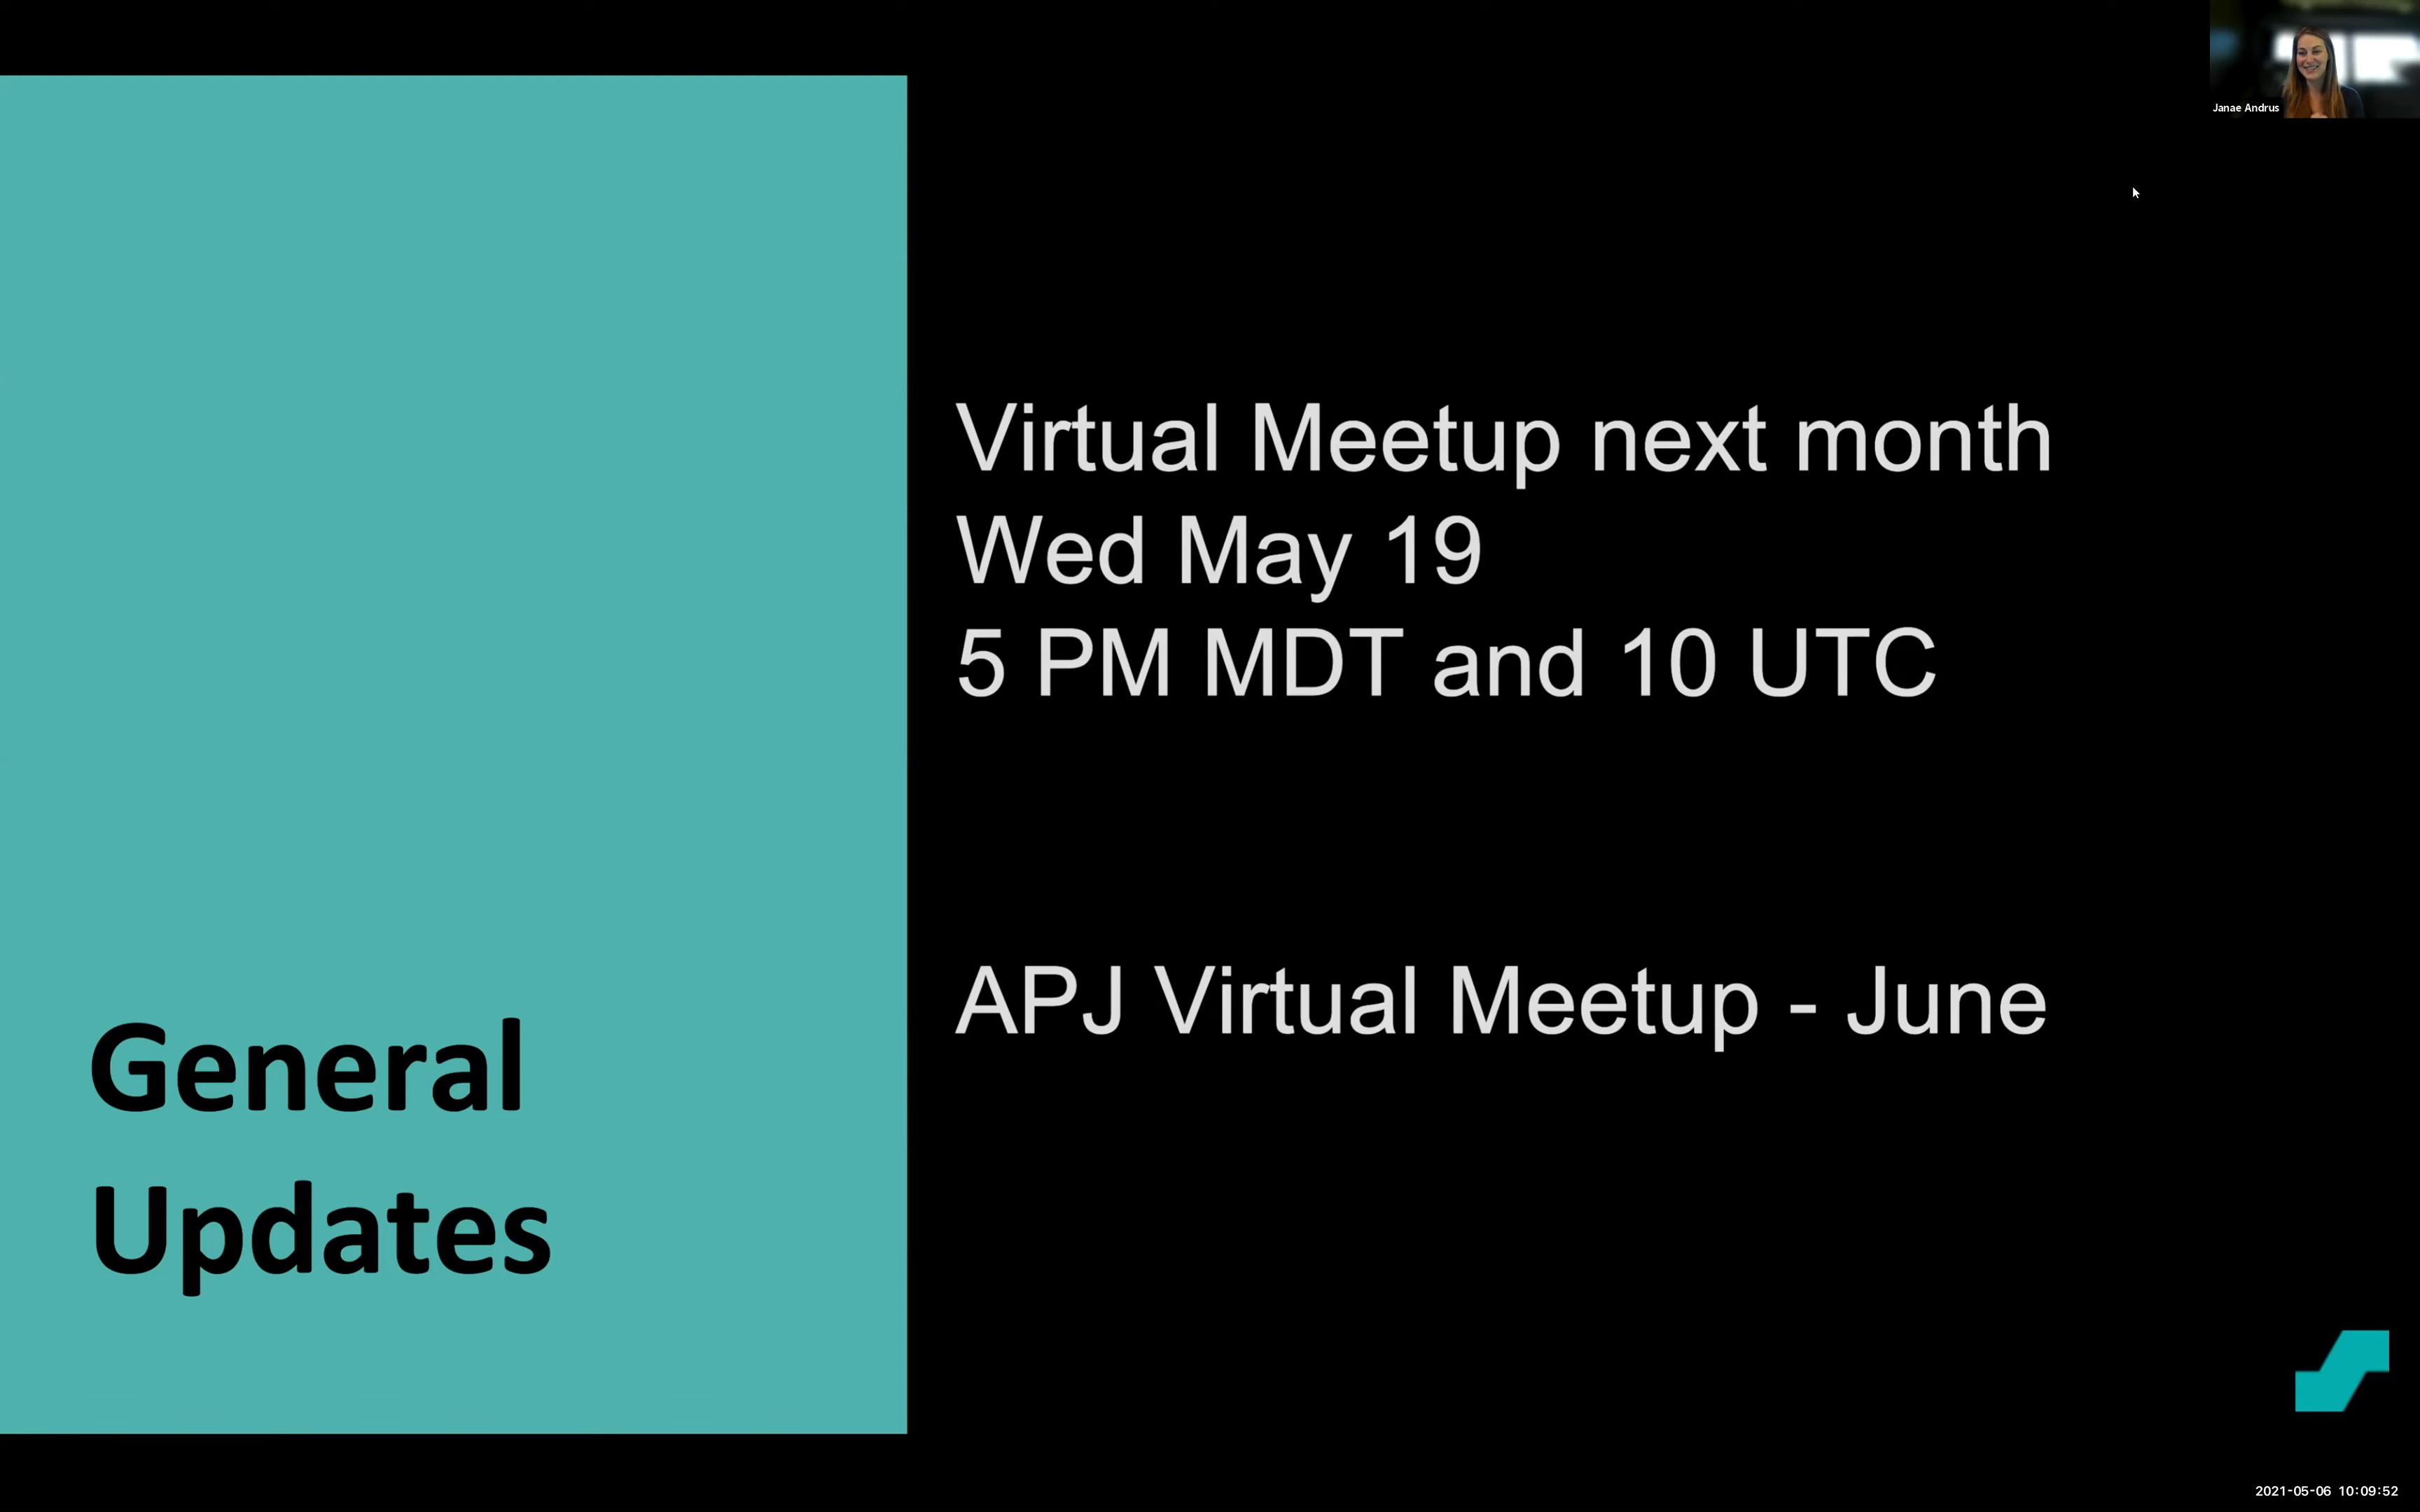 Janae Andrus
Virtual Meetup next month
Wed May 19
5 PM MDT and 10 UTC
APJ Virtual Meetup - June
General
Updates
2021-05-06 10:09:52